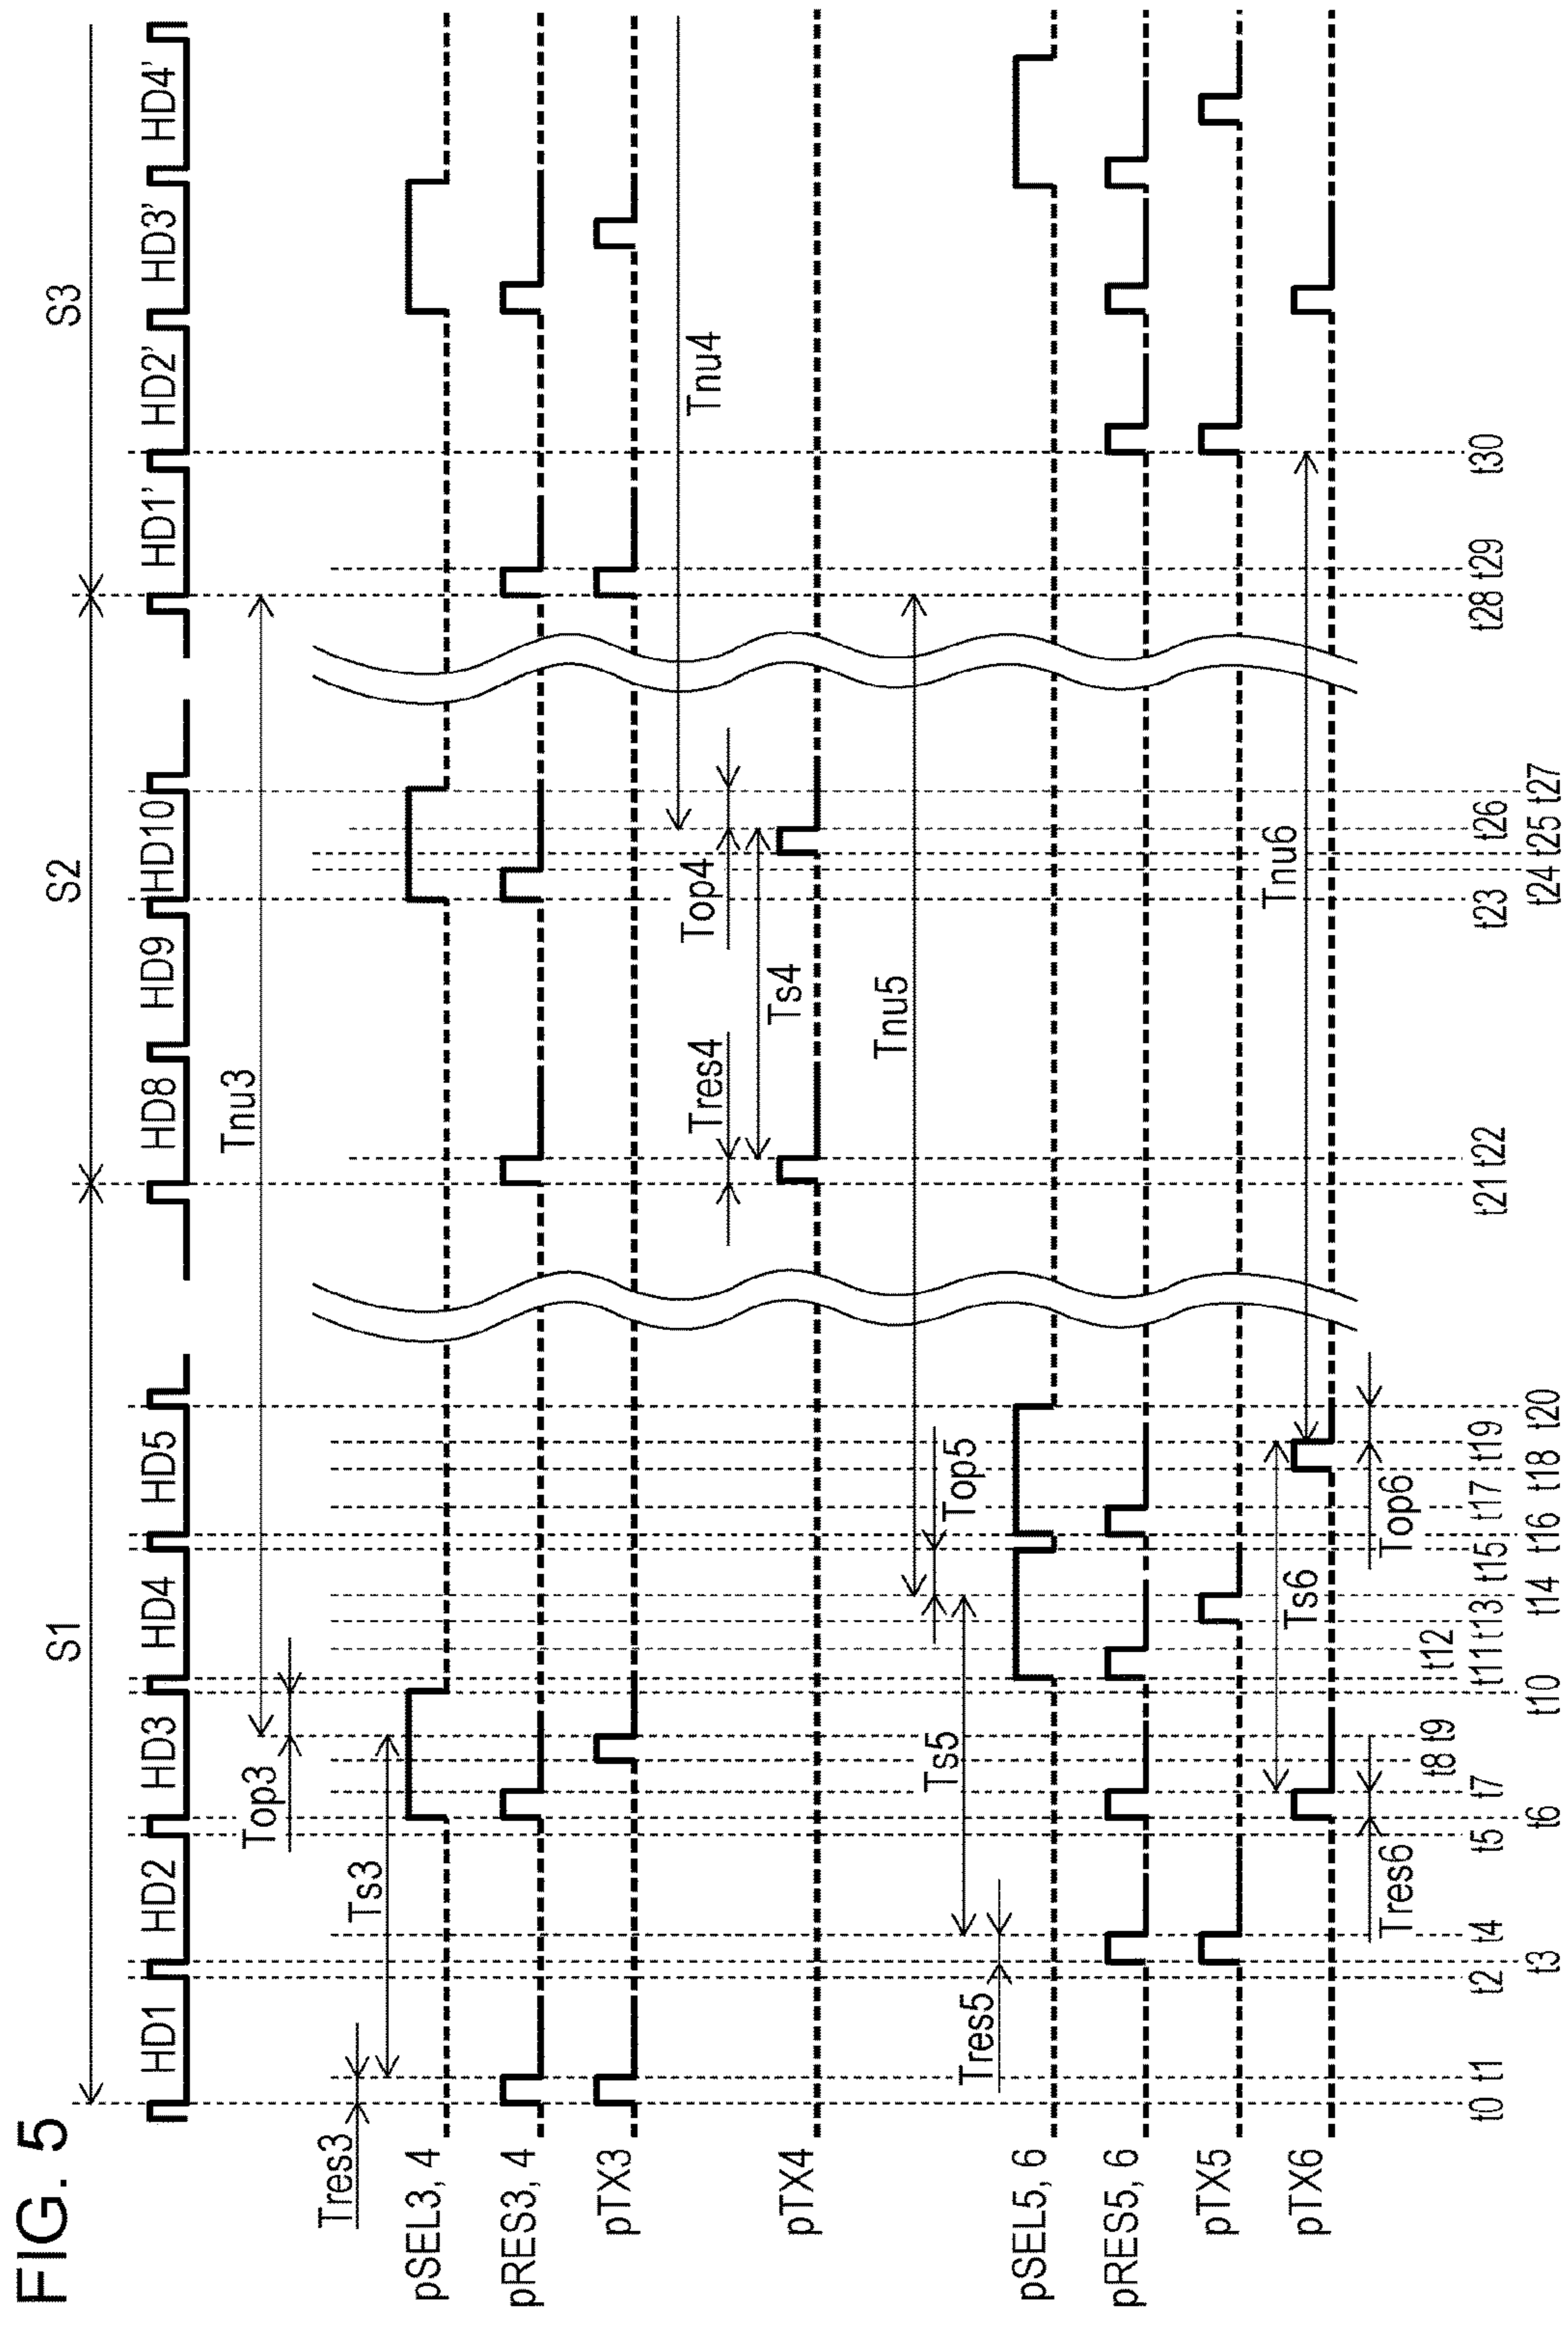 FIG. 5
S1 S2 S3
HD1 HD2 HD3 HD4 HD5 HD8 HD9 HD10 HD1' HD2' HD3' HD4'
Tnu3
Top3
Tres3 Ts3
pSEL3, 4
pRES3, 4
pTX3
Tnu4
Tres4 Top4
Ts4
pTX4
Tnu5
Top5
Ts5
Tres5
pSEL5, 6
pRES5, 6
pTX5
Tnu6
Ts6
pTX6
Tres6 Top6
t12
t8 t9
t0 t1 t2 t4 t5 t7 t11 t13 t15 t17 t19 t21 t22 t23 t26 t28 t29 t30
t3 t6 t10 t14 t16 t18 t20 t24 t25 t27